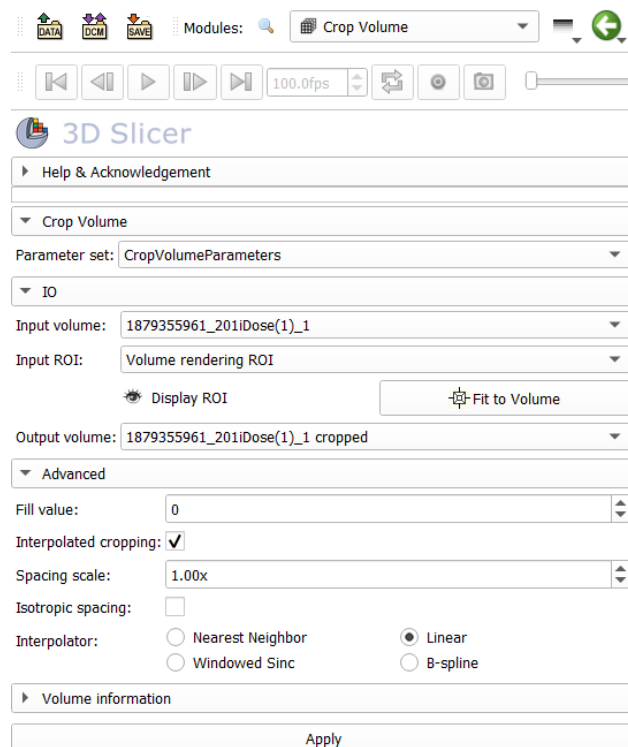 DATA DCM SAVE Modules: Crop Volume
100.0fps
3D Slicer
Help & Acknowledgement
Crop Volume
Parameter set: CropVolumeParameters
IO
Input volume: 1879355961_201iDose(1)_1
Input ROI: Volume rendering ROI
Display ROI Fit to Volume
Output volume: 1879355961_201iDose(1)_1 cropped
Advanced
Fill value: 0
Interpolated cropping:
Spacing scale: 1.00x
Isotropic spacing:
Interpolator: Nearest Neighbor Linear
Windowed Sinc B-spline
Volume information
Apply